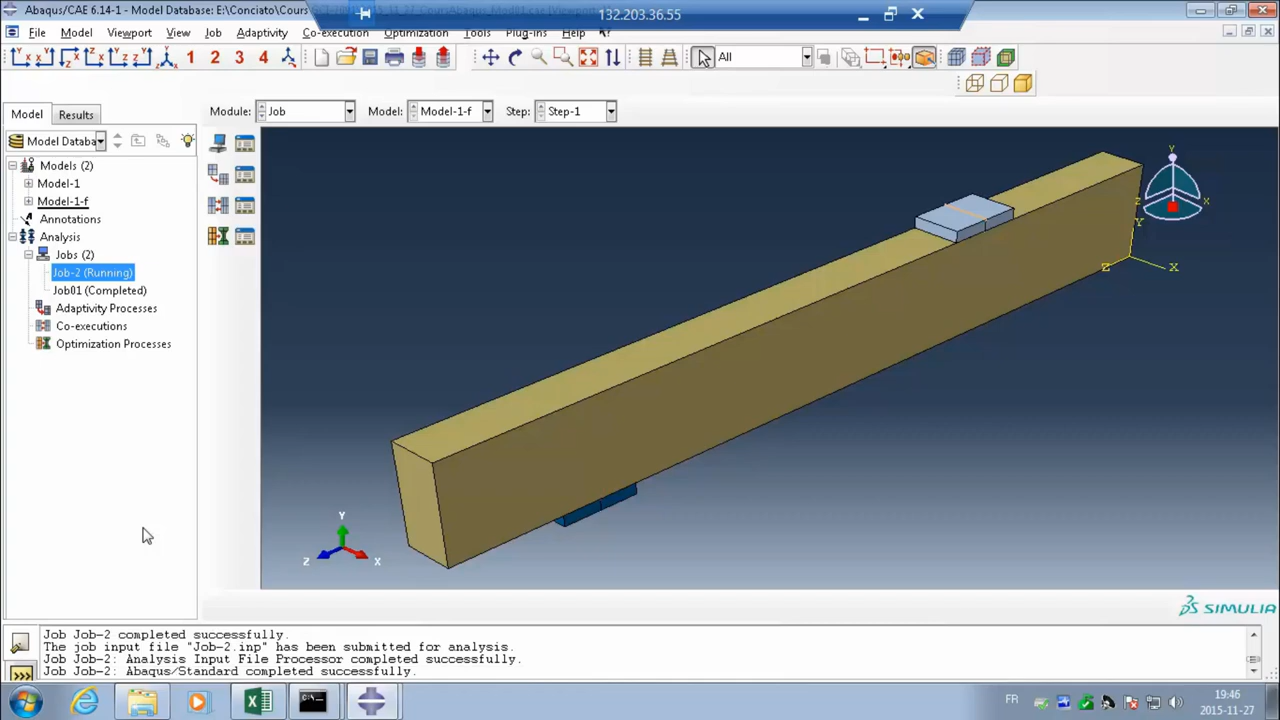 Abaqus/CAE 6.14-1 - Model Database: E:\Conciato\Cours
132.203.36.55
File Model Viewport View Job Adaptivity Co-execution Optimization Tools Plug-ins Help
1 2 3 4 All
Model Results
Module: Job Model: Model-1-f Step: Step-1
Model Databa
Models (2)
Model-1
Model-1-f
Annotations
Analysis
Jobs (2)
Job-2 (Running)
Job01 (Completed)
Adaptivity Processes
Co-executions
Optimization Processes
Y
Z X
Y
Z X
Y
Z X
SIMULIA
Job Job-2 completed successfully.
The job input file "Job-2.inp" has been submitted for analysis.
Job Job-2: Analysis Input File Processor completed successfully.
Job Job-2: Abaqus/Standard completed successfully.
FR
19:46
2015-11-27